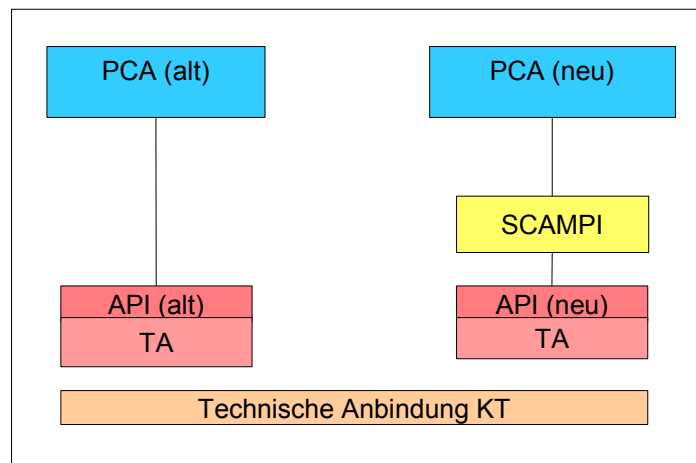 PCA (alt)
PCA (neu)
SCAMPI
API (alt)
API (neu)
TA
TA
Technische Anbindung KT